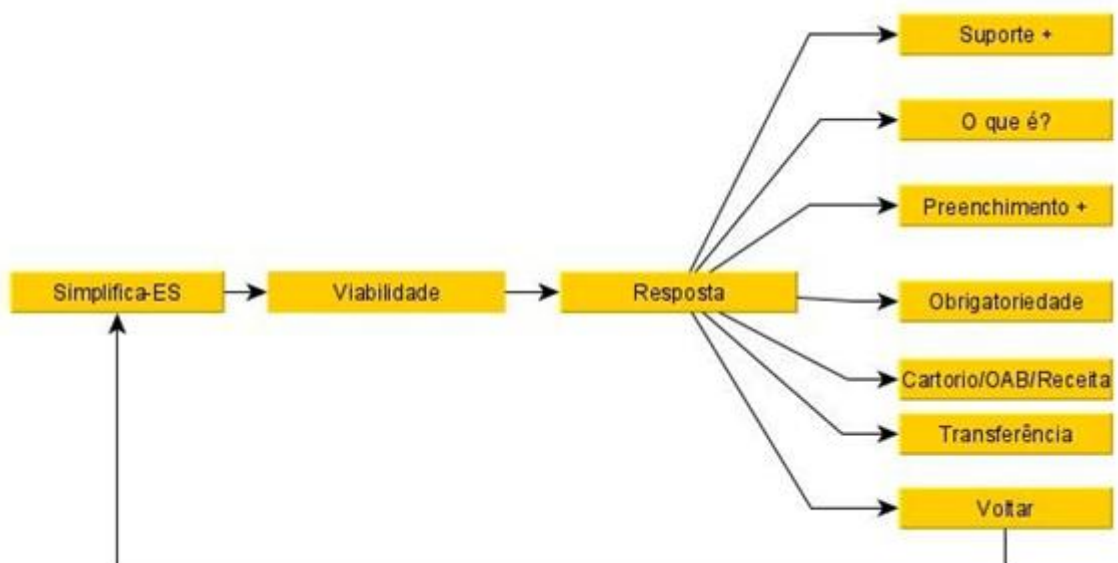 Suporte +
O que é?
Preenchimento +
Simplifica-ES
Viabilidade
Resposta
Obrigatoriedade
Cartorio/OAB/Receita
Transferência
Voltar